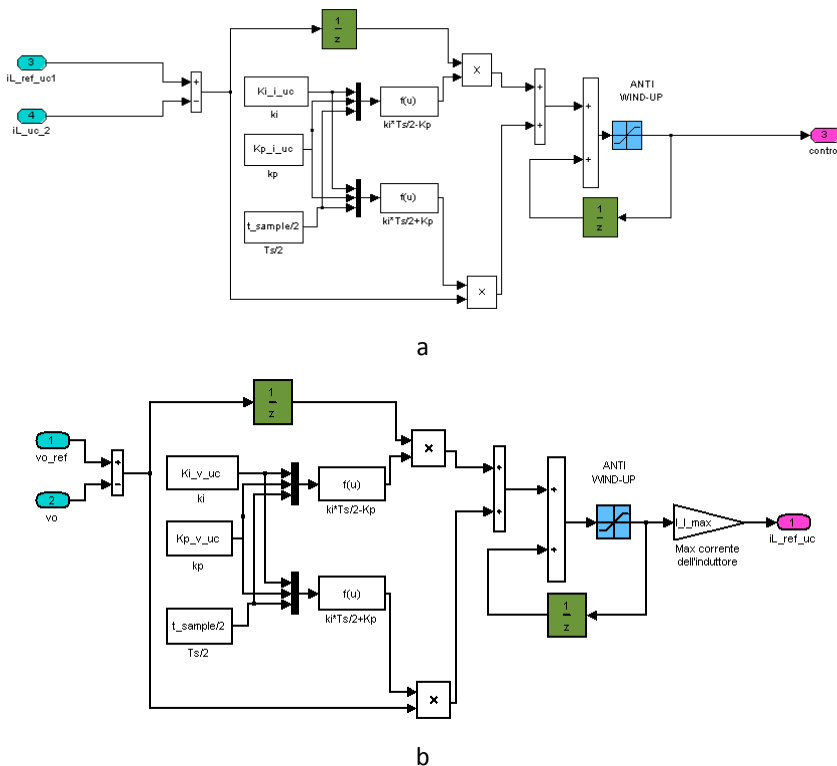 1
z
3
iL_ref_uc1
4
iL_uc_2
+
−
Ki_i_uc
ki
Kp_i_uc
kp
t_sample/2
Ts/2
f(u)
ki*Ts/2-Kp
f(u)
ki*Ts/2+Kp
×
×
+
+
+
+
ANTI
WIND-UP
1
z
3
contro
a
1
z
1
vo_ref
2
vo
+
−
Ki_v_uc
ki
Kp_v_uc
kp
t_sample/2
Ts/2
f(u)
ki*Ts/2-Kp
f(u)
ki*Ts/2+Kp
×
×
+
+
+
+
ANTI
WIND-UP
1
z
I_l_max
Max corrente
dell'induttore
1
iL_ref_uc
b